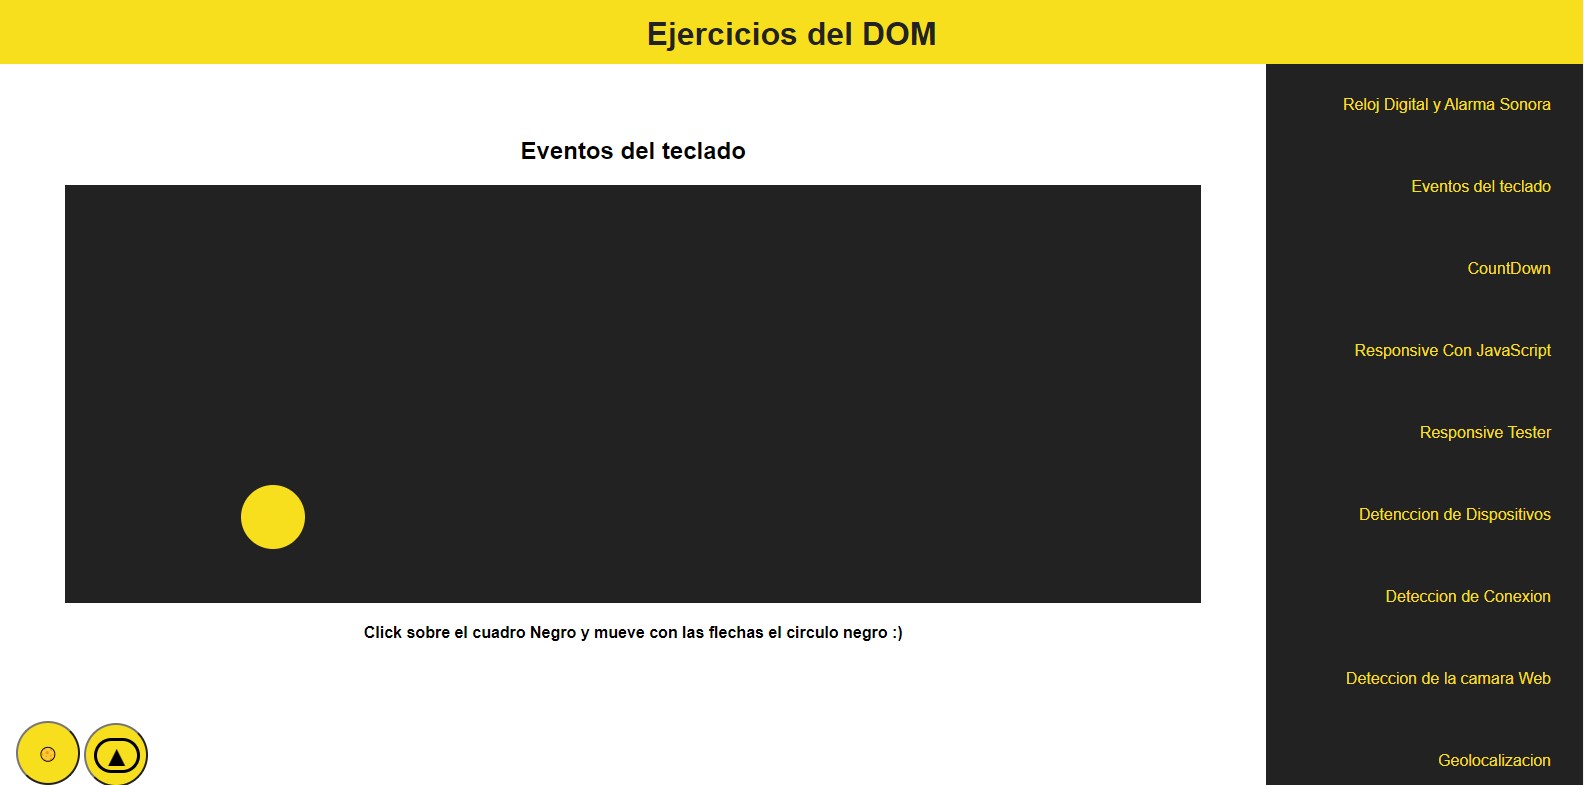 Ejercicios del DOM
Eventos del teclado
Click sobre el cuadro Negro y mueve con las flechas el circulo negro :)
Reloj Digital y Alarma Sonora
Eventos del teclado
CountDown
Responsive Con JavaScript
Responsive Tester
Detenccion de Dispositivos
Deteccion de Conexion
Deteccion de la camara Web
Geolocalizacion